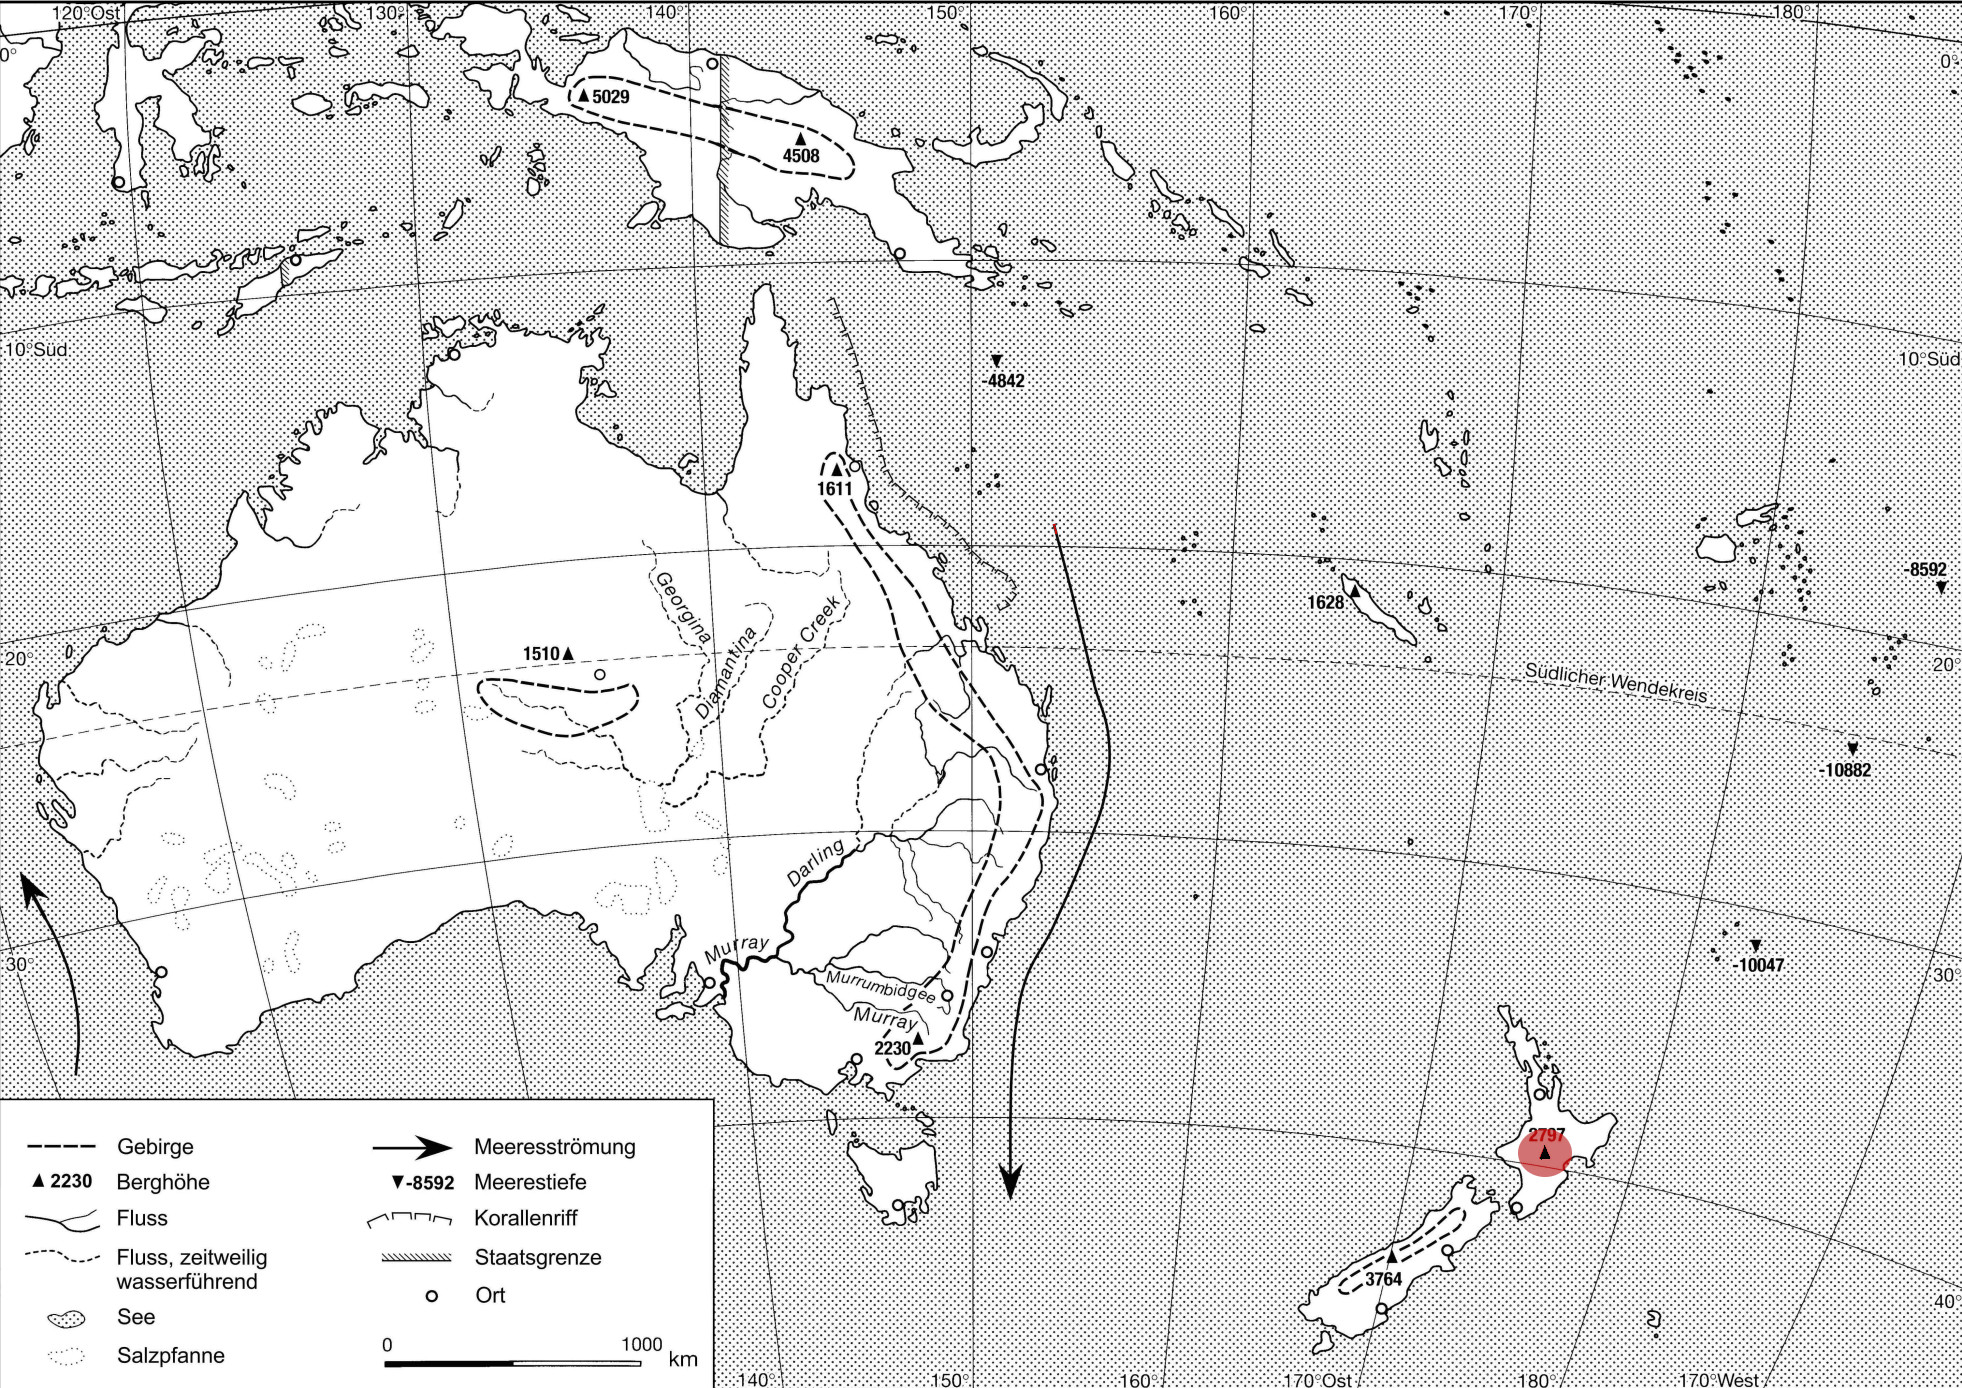 120°Ost
130°
140°
150°
160°
170°
180°
0°
0°
5029
4508
10°Süd
-4842
10°Süd
1611
-8592
Georgina
Diamantina
Cooper Creek
1628
1510
20°
20°
Südlicher Wendekreis
-10882
Darling
Murray
30°
-10047
30°
Murrumbidgee
Murray
2230
2797
3764
40°
Gebirge
2230 Berghöhe
Fluss
Fluss, zeitweilig
wasserführend
See
Salzpfanne
Meeresströmung
-8592 Meerestiefe
Korallenriff
Staatsgrenze
Ort
0 1000 km
140°
150°
160°
170°Ost
180°
170°West